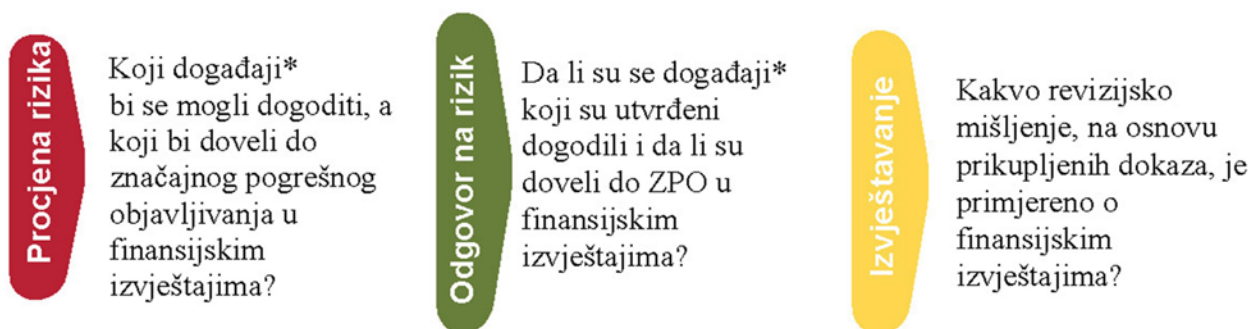 Procjena rizika
Koji događaji*
bi se mogli dogoditi, a
koji bi doveli do
značajnog pogrešnog
objavljivanja u
finansijskim
izvještajima?
Odgovor na rizik
Da li su se događaji*
koji su utvrđeni
dogodili i da li su
doveli do ZPO u
finansijskim
izvještajima?
Izvještavanje
Kakvo revizijsko
mišljenje, na osnovu
prikupljenih dokaza, je
primjereno o
finansijskim
izvještajima?